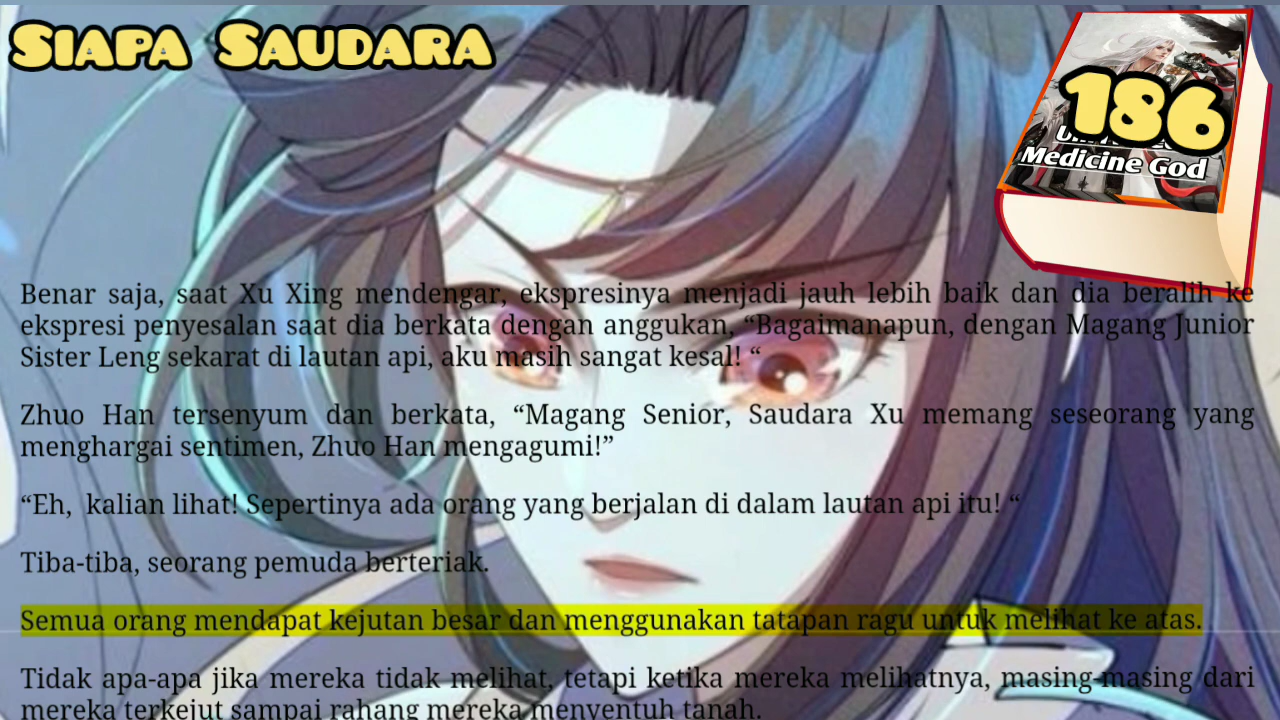 SIAPA SAUDARA
186
Medicine God
Benar saja, saat Xu Xing mendengar, ekspresinya menjadi jauh lebih baik dan dia beralih ke
ekspresi penyesalan saat dia berkata dengan anggukan, “Bagaimanapun, dengan Magang Junior
Sister Leng sekarat di lautan api, aku masih sangat kesal! “
Zhuo Han tersenyum dan berkata, “Magang Senior, Saudara Xu memang seseorang yang
menghargai sentimen, Zhuo Han mengagumi!”
“Eh, kalian lihat! Sepertinya ada orang yang berjalan di dalam lautan api itu! “
Tiba-tiba, seorang pemuda berteriak.
Semua orang mendapat kejutan besar dan menggunakan tatapan ragu untuk melihat ke atas.
Tidak apa-apa jika mereka tidak melihat, tetapi ketika mereka melihatnya, masing-masing dari
mereka terkejut sampai rahang mereka menyentuh tanah.